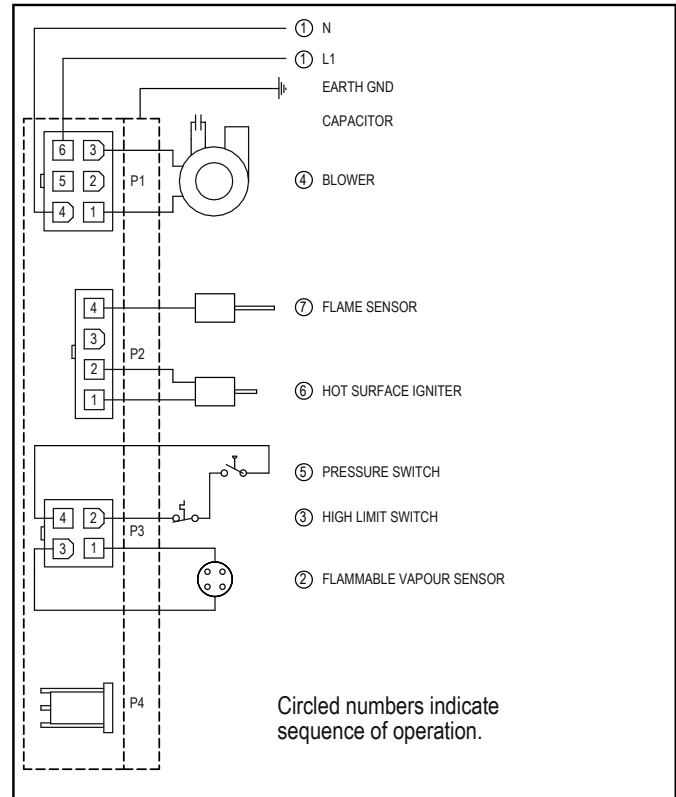 ① N
① L1
EARTH GND
CAPACITOR
6 3
5 2 P1
④ BLOWER
4 1
4
⑦ FLAME SENSOR
3
P2
2
⑥ HOT SURFACE IGNITER
1
⑤ PRESSURE SWITCH
4 2
③ HIGH LIMIT SWITCH
P3
3 1
② FLAMMABLE VAPOUR SENSOR
P4
Circled numbers indicate
sequence of operation.